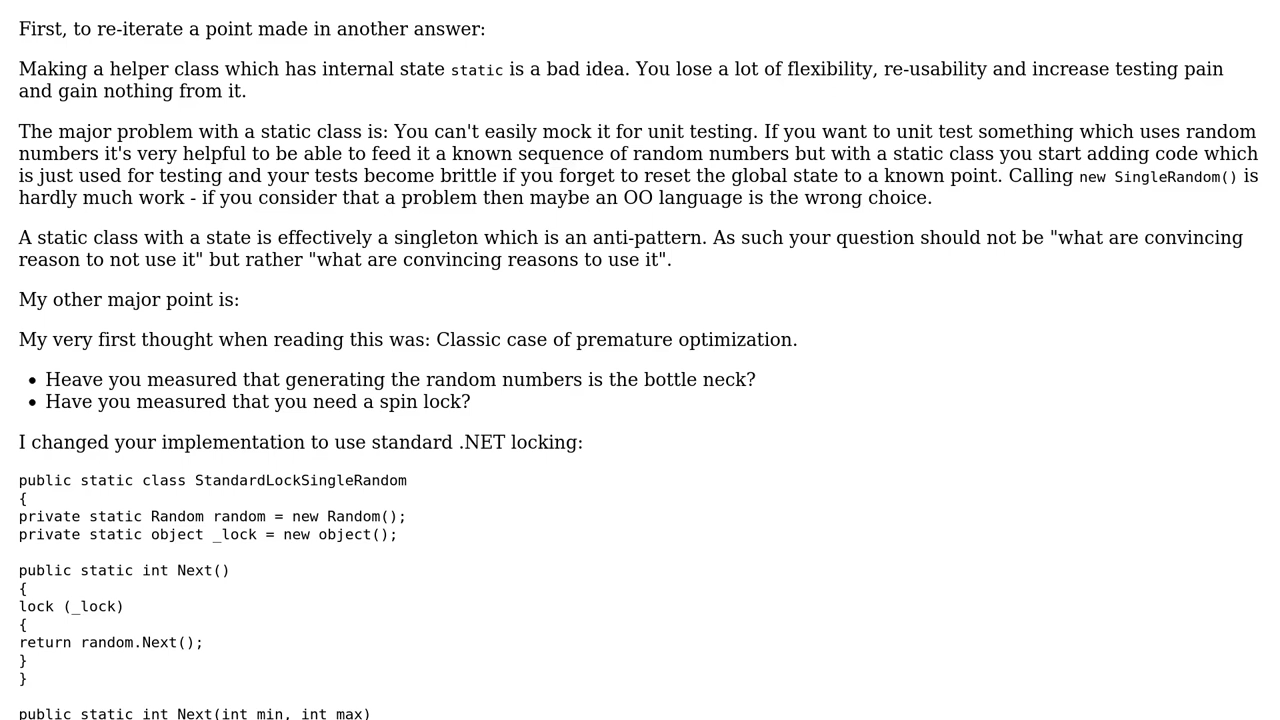 First, to re-iterate a point made in another answer:
Making a helper class which has internal state static is a bad idea. You lose a lot of flexibility, re-usability and increase testing pain
and gain nothing from it.
The major problem with a static class is: You can't easily mock it for unit testing. If you want to unit test something which uses random
numbers it's very helpful to be able to feed it a known sequence of random numbers but with a static class you start adding code which
is just used for testing and your tests become brittle if you forget to reset the global state to a known point. Calling new SingleRandom() is
hardly much work - if you consider that a problem then maybe an OO language is the wrong choice.
A static class with a state is effectively a singleton which is an anti-pattern. As such your question should not be "what are convincing
reason to not use it" but rather "what are convincing reasons to use it".
My other major point is:
My very first thought when reading this was: Classic case of premature optimization.
• Heave you measured that generating the random numbers is the bottle neck?
• Have you measured that you need a spin lock?
I changed your implementation to use standard .NET locking:
public static class StandardLockSingleRandom
{
private static Random random = new Random();
private static object _lock = new object();
public static int Next()
{
lock (_lock)
{
return random.Next();
}
}
public static int Next(int min, int max)